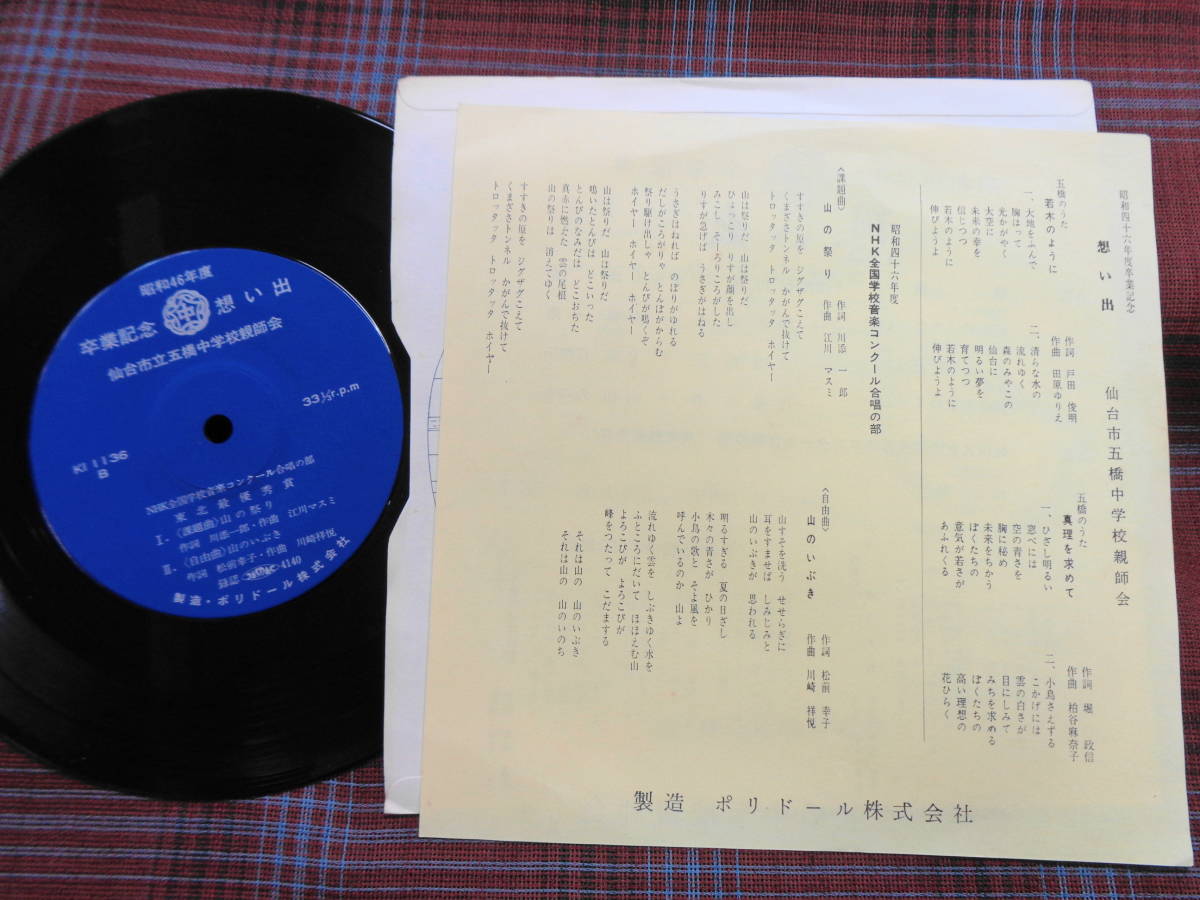 昭和46年度
卒業記念 想い出
仙台市立五橋中学校親師会
33⅓r.p.m
KI 1136
B
NHK全国学校音楽コンクール合唱の部
東北最優秀賞
I.〈課題曲〉山の祭り
作詞 川添一郎・作曲 江川マスミ
II.〈自由曲〉山のいぶき
作詞 松前幸子・作曲 川崎祥悦
製造・ポリドール株式会社
昭和四十六年度卒業記念
想い出
仙台市五橋中学校親師会
五橋のうた
若木のように
作詞 戸田 俊明
作曲 田原ゆりえ
一、大地をふんで
胸はって
光かがやく
大空に
未来の幸を
信じつつ
若木のように
伸びようよ
二、清らな水の
流れゆく
森のみやこの
仙台に
明るい夢を
育てつつ
若木のように
伸びようよ
五橋のうた
真理を求めて
作詞 堀 政信
作曲 柏谷麻奈子
一、ひざし明るい
窓べには
空の青さを
胸に秘め
未来をちかう
ぼくたちの
意気が若さが
あふれくる
二、小鳥さえずる
こかげには
雲の白さが
目にしみて
みちを求める
ぼくたちの
高い理想の
花ひらく
昭和四十六年度
NHK全国学校音楽コンクール合唱の部
〈課題曲〉
山の祭り
作詞 川添 一郎
作曲 江川 マスミ
すすきの原を ジグザグこえて
くまざさトンネル かがんで抜けて
トロッタッタ トロッタッタ ホイヤー
山は祭りだ 山は祭りだ
ひょっこり りすが顔を出し
みこし そーろりころがした
りすが急げば うさぎがはねる
うさぎはねれば のぼりがゆれる
だしがころがりゃ とんぼがからむ
祭り駆け出しゃ とんびが鳴くぞ
ホイヤー ホイヤー ホイヤー
山は祭りだ 山は祭りだ
鳴いたとんびは どこいった
とんびのなみだは どこおちた
真赤に燃えた 雲の尾根
山の祭りは 消えてゆく
すすきの原を ジグザグこえて
くまざさトンネル かがんで抜けて
トロッタッタ トロッタッタ ホイヤー
〈自由曲〉
山のいぶき
作詞 松前 幸子
作曲 川崎 祥悦
山すそを洗う せせらぎに
耳をすませば しみじみと
山のいぶきが 思われる
明るすぎる 夏の日ざし
木々の青さが ひかり
小鳥の歌と そよ風を
呼んでいるのか 山よ
流れゆく雲を しぶきゆく水を
ふところにだいて ほほえむ山
よろこびが よろこびが
峰をつたって こだまする
それは山の 山のいぶき
それは山の 山のいのち
製造 ポリドール株式会社